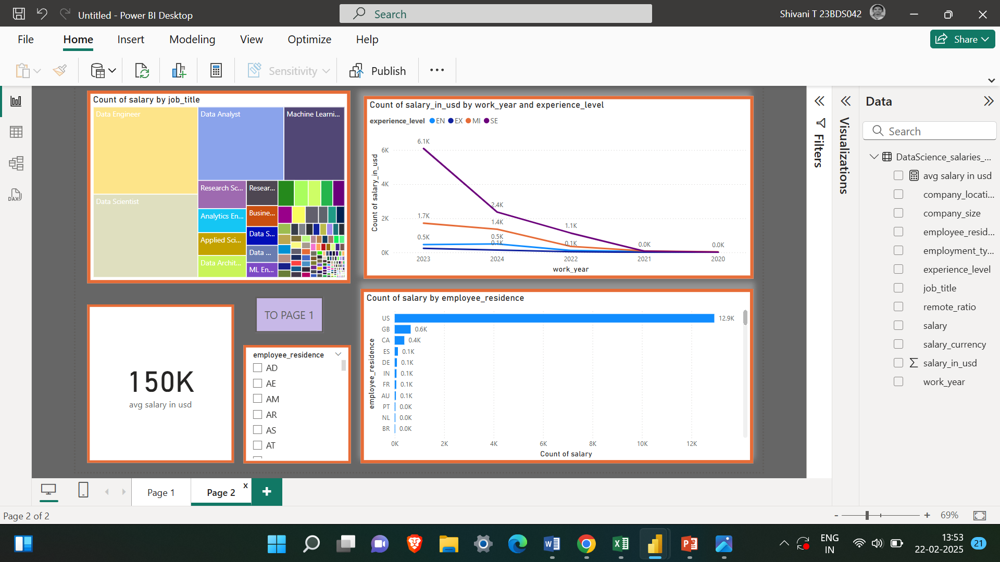 Untitled - Power BI Desktop
Search
Shivani T 23BDS042
File
Home
Insert
Modeling
View
Optimize
Help
Share
Sensitivity
Publish
Count of salary by job_title
Data Engineer
Data Analyst
Machine Learni...
Data Scientist
Research Sc...
Resear...
Analytics En...
Busine...
Applied Sci...
Data S...
Data ...
Data Archit...
ML En...
Count of salary_in_usd by work_year and experience_level
experience_level EN EX MI SE
Count of salary_in_usd
6K
4K
2K
0K
6.1K
2.4K
1.7K
1.4K
1.1K
0.5K
0.5K
0.1K
0.1K
0.0K
0.0K
2023
2024
2022
2021
2020
work_year
150K
avg salary in usd
TO PAGE 1
employee_residence
AD
AE
AM
AR
AS
AT
Count of salary by employee_residence
employee_residence
US 12.9K
GB 0.6K
CA 0.4K
ES 0.1K
DE 0.1K
IN 0.1K
FR 0.1K
AU 0.1K
PT 0.0K
NL 0.0K
BR 0.0K
0K
2K
4K
6K
8K
10K
12K
Count of salary
Filters
Visualizations
Data
Search
DataScience_salaries_...
avg salary in usd
company_locati...
company_size
employee_resid...
employment_ty...
experience_level
job_title
remote_ratio
salary
salary_currency
salary_in_usd
work_year
DAX
Page 1
Page 2
x
Page 2 of 2
- + 69%
ENG
IN
13:53
22-02-2025
21